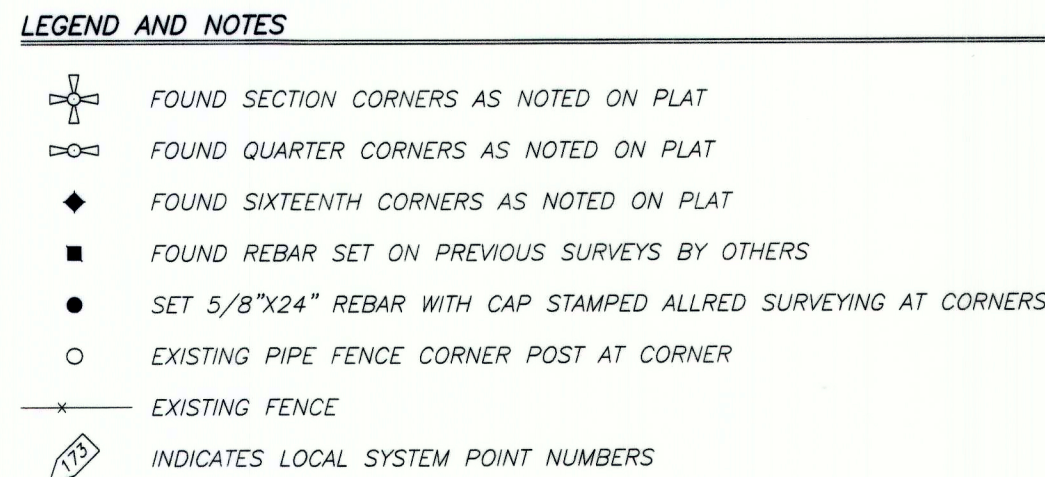 LEGEND AND NOTES
FOUND SECTION CORNERS AS NOTED ON PLAT
FOUND QUARTER CORNERS AS NOTED ON PLAT
FOUND SIXTEENTH CORNERS AS NOTED ON PLAT
FOUND REBAR SET ON PREVIOUS SURVEYS BY OTHERS
SET 5/8"X24" REBAR WITH CAP STAMPED ALLRED SURVEYING AT CORNERS
EXISTING PIPE FENCE CORNER POST AT CORNER
EXISTING FENCE
173 INDICATES LOCAL SYSTEM POINT NUMBERS